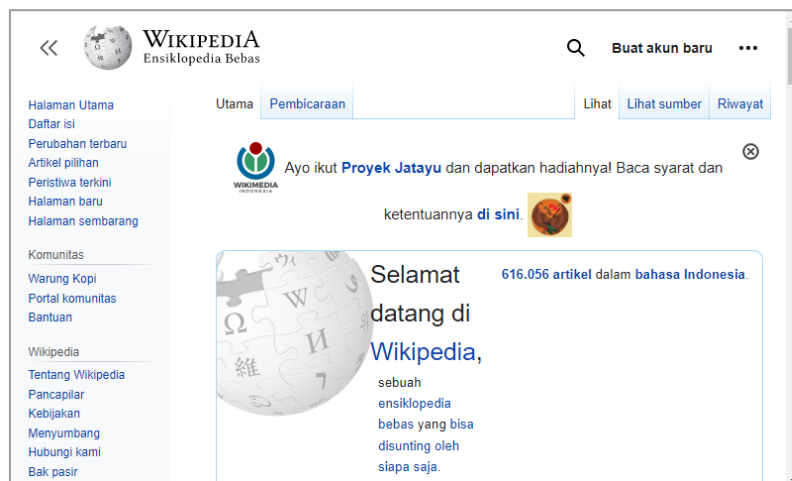 WIKIPEDIA
Ensiklopedia Bebas
Buat akun baru
Halaman Utama
Daftar isi
Perubahan terbaru
Artikel pilihan
Peristiwa terkini
Halaman baru
Halaman sembarang
Komunitas
Warung Kopi
Portal komunitas
Bantuan
Wikipedia
Tentang Wikipedia
Pancapilar
Kebijakan
Menyumbang
Hubungi kami
Bak pasir
Utama Pembicaraan Lihat Lihat sumber Riwayat
WIKIMEDIA
INDONESIA
Ayo ikut Proyek Jatayu dan dapatkan hadiahnya! Baca syarat dan
ketentuannya di sini.
Ω W И 維 7
Selamat
datang di
Wikipedia,
sebuah
ensiklopedia
bebas yang bisa
disunting oleh
siapa saja.
616.056 artikel dalam bahasa Indonesia.